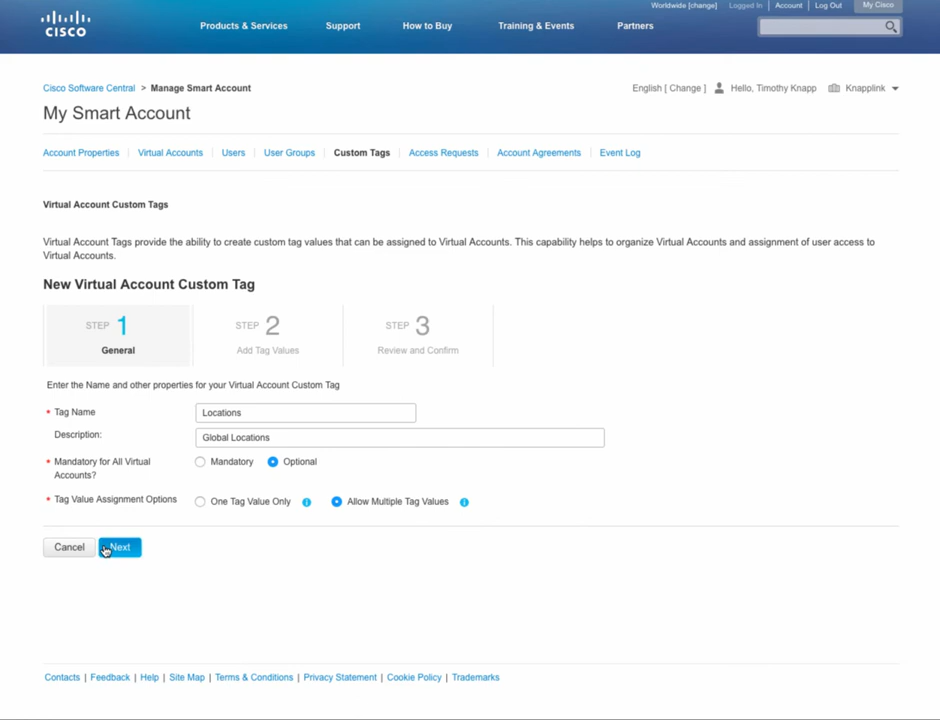 Worldwide [change] Logged In Account Log Out My Cisco
CISCO Products & Services Support How to Buy Training & Events Partners
Cisco Software Central > Manage Smart Account English [ Change ] Hello, Timothy Knapp Knapplink
My Smart Account
Account Properties Virtual Accounts Users User Groups Custom Tags Access Requests Account Agreements Event Log
Virtual Account Custom Tags
Virtual Account Tags provide the ability to create custom tag values that can be assigned to Virtual Accounts. This capability helps to organize Virtual Accounts and assignment of user access to
Virtual Accounts.
New Virtual Account Custom Tag
STEP 1 STEP 2 STEP 3
General Add Tag Values Review and Confirm
Enter the Name and other properties for your Virtual Account Custom Tag
* Tag Name Locations
Description: Global Locations
* Mandatory for All Virtual Mandatory Optional
Accounts?
* Tag Value Assignment Options One Tag Value Only i Allow Multiple Tag Values i
Cancel Next
Contacts | Feedback | Help | Site Map | Terms & Conditions | Privacy Statement | Cookie Policy | Trademarks